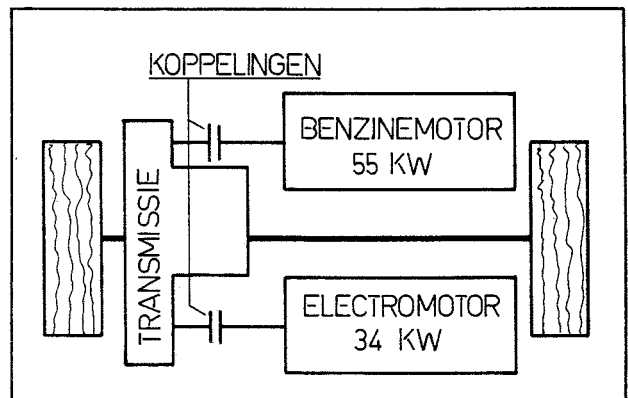 KOPPELINGEN
BENZINEMOTOR
55 KW
TRANSMISSIE
ELECTROMOTOR
34 KW